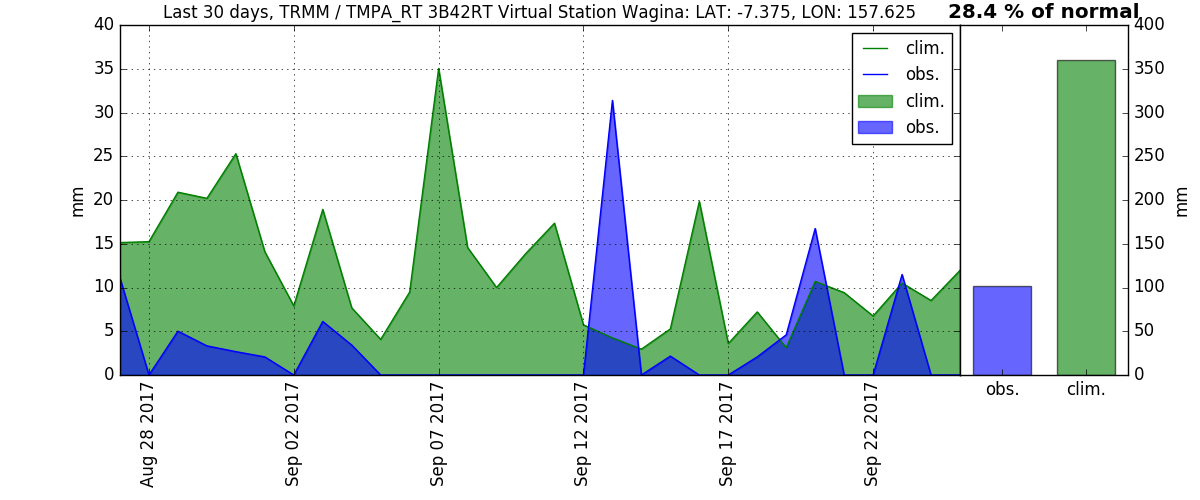 Last 30 days, TRMM / TMPA_RT 3B42RT Virtual Station Wagina: LAT: -7.375, LON: 157.625
28.4 % of normal
40
35
30
25
20
15
10
5
0
mm
clim.
obs.
clim.
obs.
Aug 28 2017
Sep 02 2017
Sep 07 2017
Sep 12 2017
Sep 17 2017
Sep 22 2017
400
350
300
250
200
150
100
50
0
mm
obs.
clim.